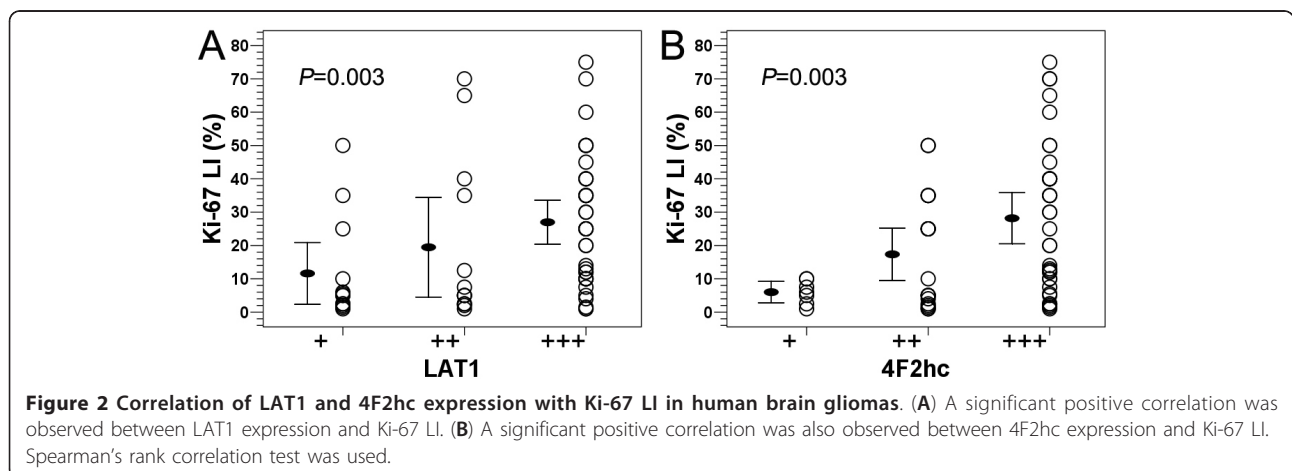 A
B
P=0.003
P=0.003
Ki-67 LI (%)
80
70
60
50
40
30
20
10
0
+ ++ +++
LAT1
Ki-67 LI (%)
80
70
60
50
40
30
20
10
0
+ ++ +++
4F2hc
Figure 2 Correlation of LAT1 and 4F2hc expression with Ki-67 LI in human brain gliomas. (A) A significant positive correlation was
observed between LAT1 expression and Ki-67 LI. (B) A significant positive correlation was also observed between 4F2hc expression and Ki-67 LI.
Spearman's rank correlation test was used.